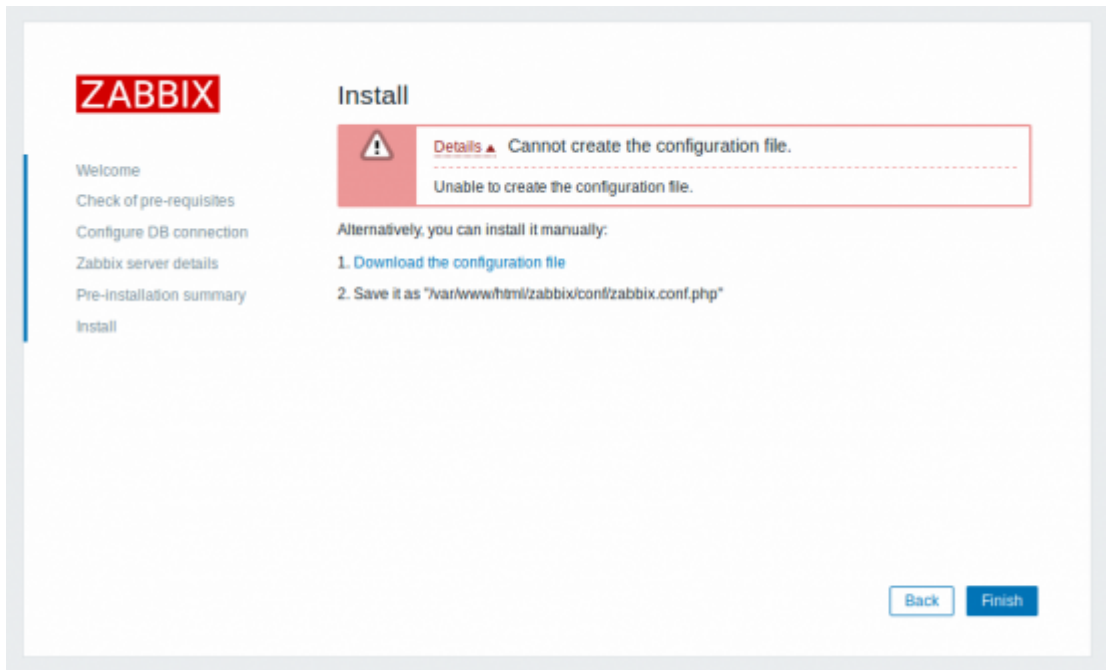 ZABBIX
Install
Details ▲ Cannot create the configuration file.
Unable to create the configuration file.
Welcome
Check of pre-requisites
Configure DB connection
Zabbix server details
Pre-installation summary
Install
Alternatively, you can install it manually:
1. Download the configuration file
2. Save it as "/var/www/html/zabbix/conf/zabbix.conf.php"
Back
Finish